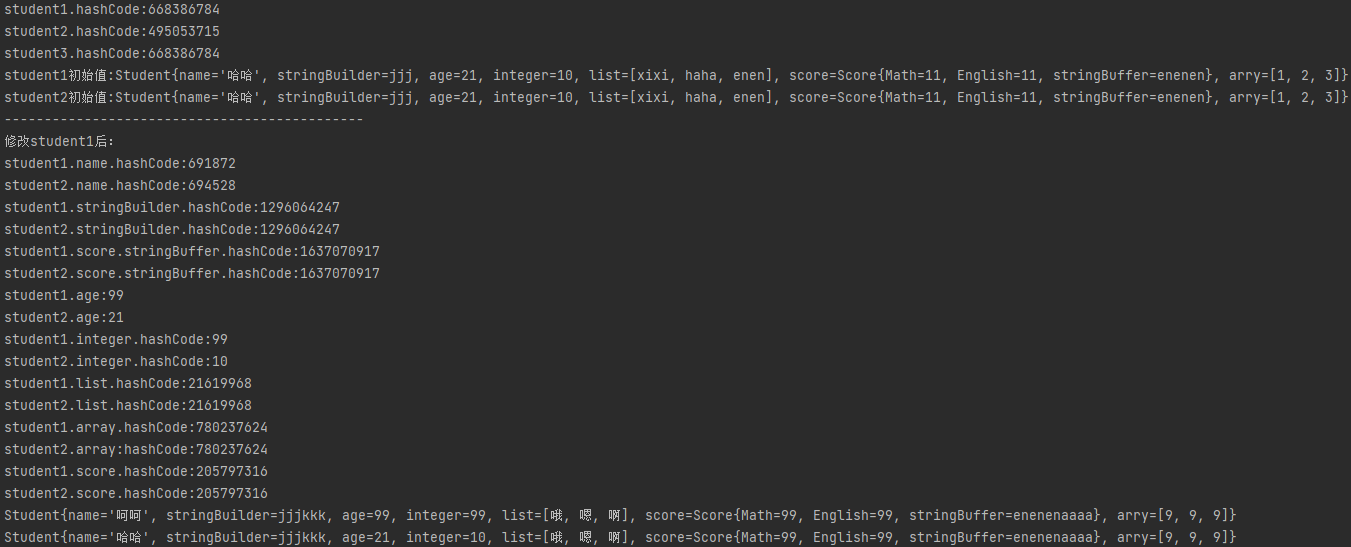 student1.hashCode:668386784
student2.hashCode:495053715
student3.hashCode:668386784
student1初始值:Student{name='哈哈', stringBuilder=jjj, age=21, integer=10, list=[xixi, haha, enen], score=Score{Math=11, English=11, stringBuffer=enenen}, arry=[1, 2, 3]}
student2初始值:Student{name='哈哈', stringBuilder=jjj, age=21, integer=10, list=[xixi, haha, enen], score=Score{Math=11, English=11, stringBuffer=enenen}, arry=[1, 2, 3]}
---------------------------------------------
修改student1后:
student1.name.hashCode:691872
student2.name.hashCode:694528
student1.stringBuilder.hashCode:1296064247
student2.stringBuilder.hashCode:1296064247
student1.score.stringBuffer.hashCode:1637070917
student2.score.stringBuffer.hashCode:1637070917
student1.age:99
student2.age:21
student1.integer.hashCode:99
student2.integer.hashCode:10
student1.list.hashCode:21619968
student2.list.hashCode:21619968
student1.array.hashCode:780237624
student2.array:hashCode:780237624
student1.score.hashCode:205797316
student2.score.hashCode:205797316
Student{name='呵呵', stringBuilder=jjjkkk, age=99, integer=99, list=[哦, 嗯, 啊], score=Score{Math=99, English=99, stringBuffer=enenenaaaa}, arry=[9, 9, 9]}
Student{name='哈哈', stringBuilder=jjjkkk, age=21, integer=10, list=[哦, 嗯, 啊], score=Score{Math=99, English=99, stringBuffer=enenenaaaa}, arry=[9, 9, 9]}